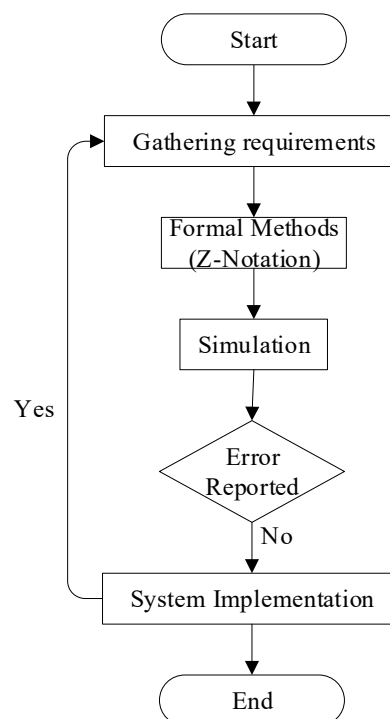 Start
Gathering requirements
Formal Methods
(Z-Notation)
Simulation
Yes
Error
Reported
No
System Implementation
End